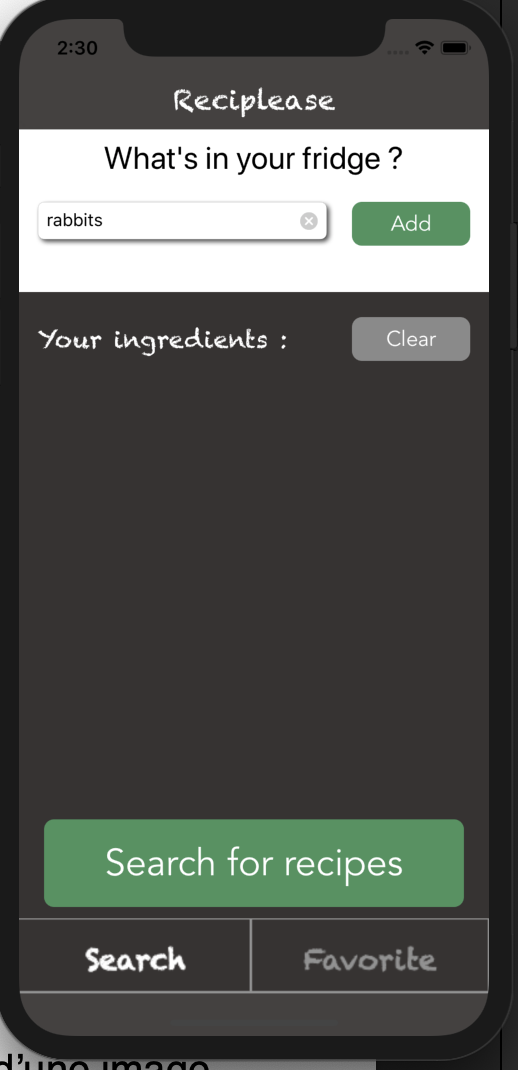 2:30
Reciplease
What's in your fridge ?
rabbits
Add
Your ingredients :
Clear
Search for recipes
Search
Favorite
d'une image